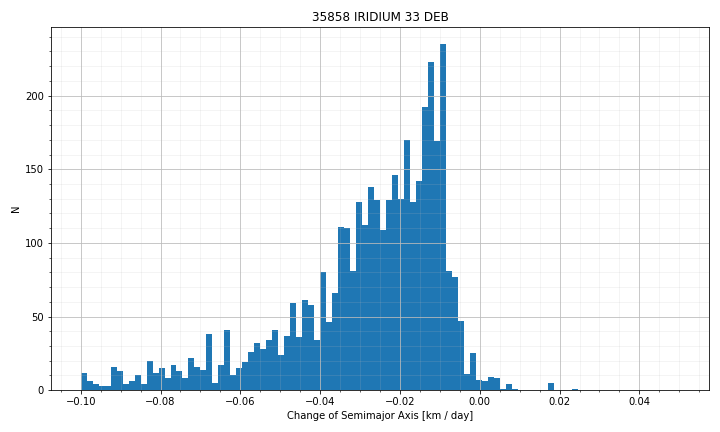 35858 IRIDIUM 33 DEB
N
200
150
100
50
0
−0.10 −0.08 −0.06 −0.04 −0.02 0.00 0.02 0.04
Change of Semimajor Axis [km / day]